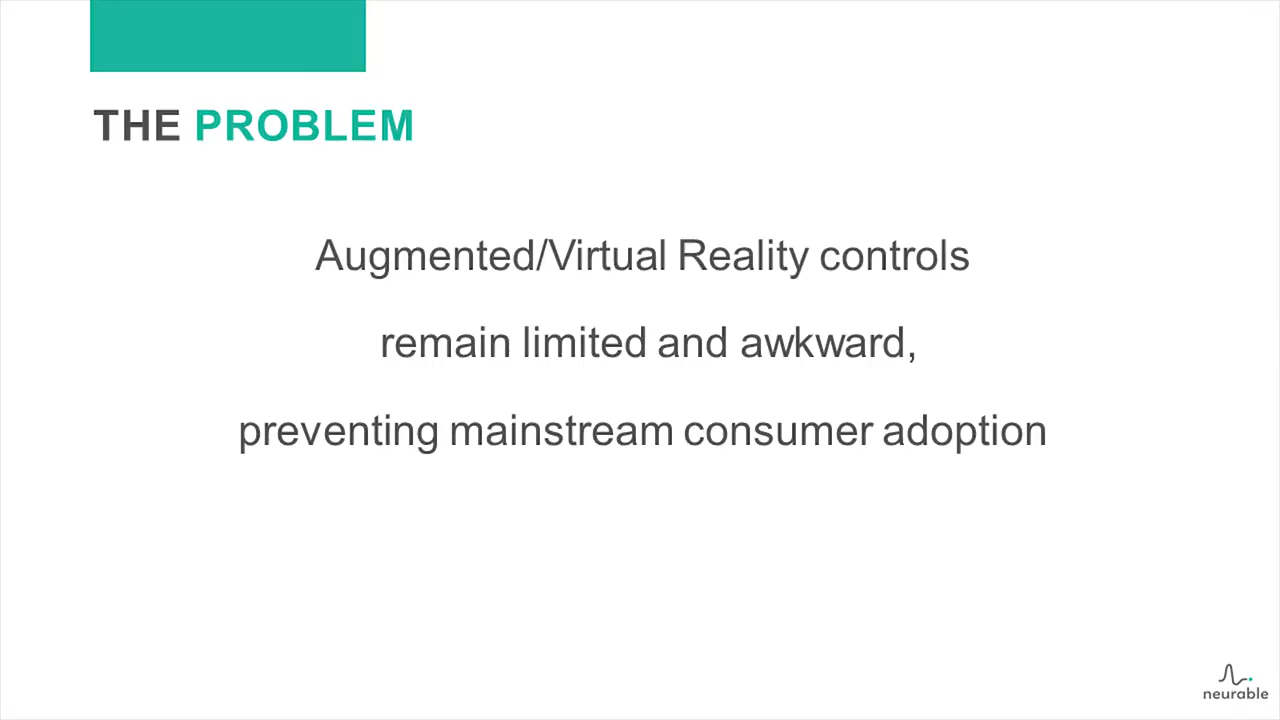 THE PROBLEM
Augmented/Virtual Reality controls
remain limited and awkward,
preventing mainstream consumer adoption
neurable